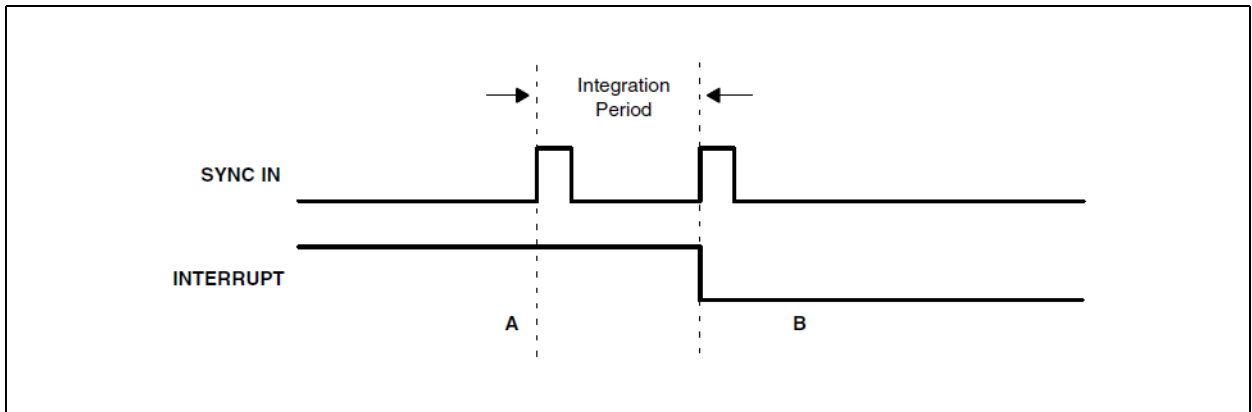 Integration
Period
SYNC IN
INTERRUPT
A
B